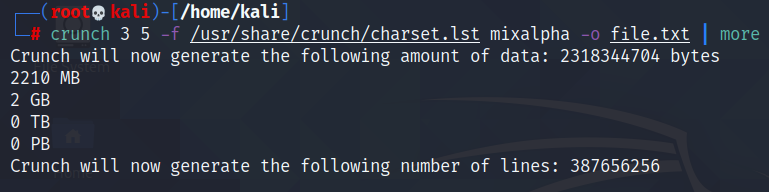 ┌──(root💀kali)-[/home/kali]
└─# crunch 3 5 -f /usr/share/crunch/charset.lst mixalpha -o file.txt | more
Crunch will now generate the following amount of data: 2318344704 bytes
2210 MB
2 GB
0 TB
0 PB
Crunch will now generate the following number of lines: 387656256